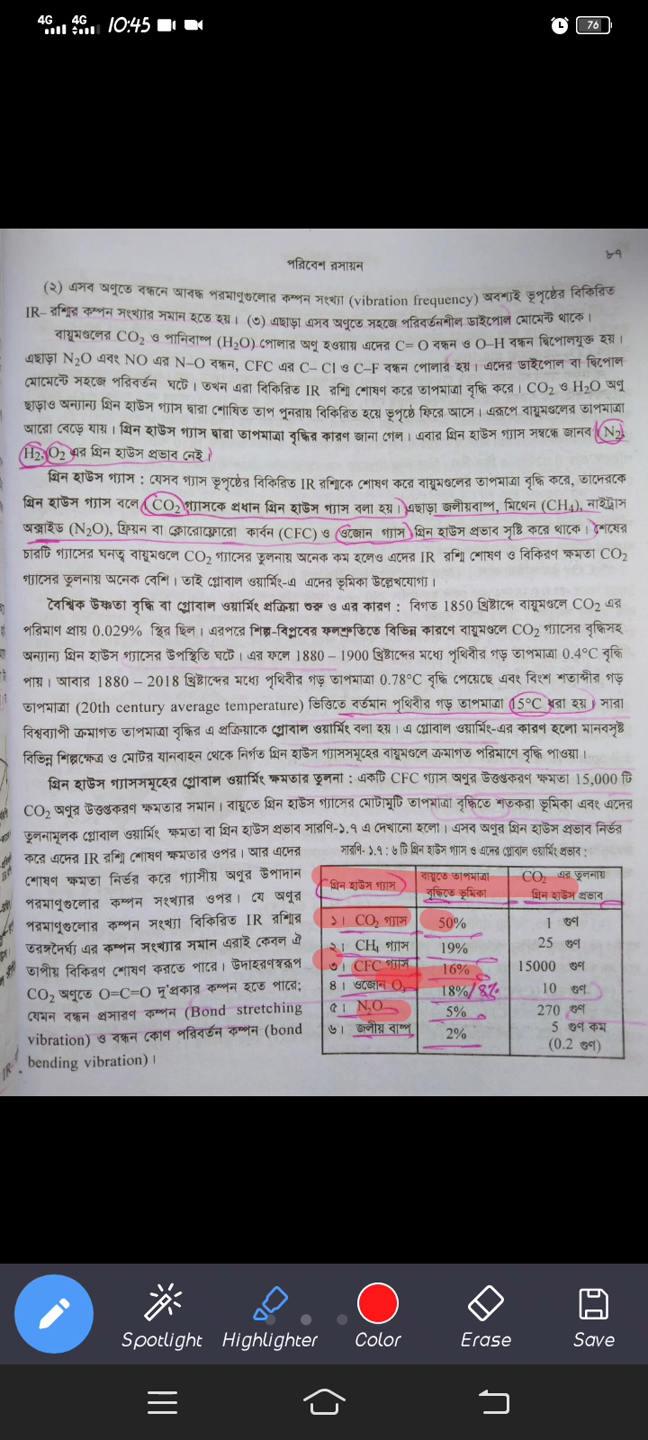 4G 4G 10:45 76
পরিবেশ রসায়ন
৮৭
(২) এসব অণুতে বন্ধনে আবদ্ধ পরমাণুগুলোর কম্পন সংখ্যা (vibration frequency) অবশ্যই ভূপৃষ্ঠের বিকিরিত
IR– রশ্মির কম্পন সংখ্যার সমান হতে হয়। (৩) এছাড়া এসব অণুতে সহজে পরিবর্তনশীল ডাইপোল মোমেন্ট থাকে।
বায়ুমণ্ডলের CO2 ও পানিবাষ্প (H2O) পোলার অণু হওয়ায় এদের C= O বন্ধন ও O–H বন্ধন দ্বিপোলযুক্ত হয়।
এছাড়া N2O এবং NO এর N–O বন্ধন, CFC এর C– Cl ও C–F বন্ধন পোলার হয়। এদের ডাইপোল বা দ্বিপোল
মোমেন্টে সহজে পরিবর্তন ঘটে। তখন এরা বিকিরিত IR রশ্মি শোষণ করে তাপমাত্রা বৃদ্ধি করে। CO2 ও H2O অণু
ছাড়াও অন্যান্য গ্রিন হাউস গ্যাস দ্বারা শোষিত তাপ পুনরায় বিকিরিত হয়ে ভূপৃষ্ঠে ফিরে আসে। এরূপে বায়ুমণ্ডলের তাপমাত্রা
আরো বেড়ে যায়। গ্রিন হাউস গ্যাস দ্বারা তাপমাত্রা বৃদ্ধির কারণ জানা গেল। এবার গ্রিন হাউস গ্যাস সম্বন্ধে জানব। N2,
H2, O2 এর গ্রিন হাউস প্রভাব নেই।
গ্রিন হাউস গ্যাস : যেসব গ্যাস ভূপৃষ্ঠের বিকিরিত IR রশ্মিকে শোষণ করে বায়ুমণ্ডলের তাপমাত্রা বৃদ্ধি করে, তাদেরকে
গ্রিন হাউস গ্যাস বলে। CO2 গ্যাসকে প্রধান গ্রিন হাউস গ্যাস বলা হয়। এছাড়া জলীয়বাষ্প, মিথেন (CH4), নাইট্রাস
অক্সাইড (N2O), ফ্রিয়ন বা ক্লোরোফ্লোরো কার্বন (CFC) ও ওজোন গ্যাস গ্রিন হাউস প্রভাব সৃষ্টি করে থাকে। শেষের
চারটি গ্যাসের ঘনত্ব বায়ুমণ্ডলে CO2 গ্যাসের তুলনায় অনেক কম হলেও এদের IR রশ্মি শোষণ ও বিকিরণ ক্ষমতা CO2
গ্যাসের তুলনায় অনেক বেশি। তাই গ্লোবাল ওয়ার্মিং-এ এদের ভূমিকা উল্লেখযোগ্য।
বৈশ্বিক উষ্ণতা বৃদ্ধি বা গ্লোবাল ওয়ার্মিং প্রক্রিয়া শুরু ও এর কারণ : বিগত 1850 খ্রিষ্টাব্দে বায়ুমণ্ডলে CO2 এর
পরিমাণ প্রায় 0.029% স্থির ছিল। এরপরে শিল্প-বিপ্লবের ফলশ্রুতিতে বিভিন্ন কারণে বায়ুমণ্ডলে CO2 গ্যাসের বৃদ্ধিসহ
অন্যান্য গ্রিন হাউস গ্যাসের উপস্থিতি ঘটে। এর ফলে 1880 – 1900 খ্রিষ্টাব্দের মধ্যে পৃথিবীর গড় তাপমাত্রা 0.4°C বৃদ্ধি
পায়। আবার 1880 – 2018 খ্রিষ্টাব্দের মধ্যে পৃথিবীর গড় তাপমাত্রা 0.78°C বৃদ্ধি পেয়েছে এবং বিংশ শতাব্দীর গড়
তাপমাত্রা (20th century average temperature) ভিত্তিতে বর্তমান পৃথিবীর গড় তাপমাত্রা 15°C ধরা হয়। সারা
বিশ্বব্যাপী ক্রমাগত তাপমাত্রা বৃদ্ধির এ প্রক্রিয়াকে গ্লোবাল ওয়ার্মিং বলা হয়। এ গ্লোবাল ওয়ার্মিং-এর কারণ হলো মানবসৃষ্ট
বিভিন্ন শিল্পক্ষেত্র ও মোটর যানবাহন থেকে নির্গত গ্রিন হাউস গ্যাসসমূহের বায়ুমণ্ডলে ক্রমাগত পরিমাণে বৃদ্ধি পাওয়া।
গ্রিন হাউস গ্যাসসমূহের গ্লোবাল ওয়ার্মিং ক্ষমতার তুলনা : একটি CFC গ্যাস অণুর উত্তপ্তকরণ ক্ষমতা 15,000 টি
CO2 অণুর উত্তপ্তকরণ ক্ষমতার সমান। বায়ুতে গ্রিন হাউস গ্যাসের মোটামুটি তাপমাত্রা বৃদ্ধিতে শতকরা ভূমিকা এবং এদের
তুলনামূলক গ্লোবাল ওয়ার্মিং ক্ষমতা বা গ্রিন হাউস প্রভাব সারণি-১.৭ এ দেখানো হলো। এসব অণুর গ্রিন হাউস প্রভাব নির্ভর
করে এদের IR রশ্মি শোষণ ক্ষমতার ওপর। আর এদের
শোষণ ক্ষমতা নির্ভর করে গ্যাসীয় অণুর উপাদান
পরমাণুগুলোর কম্পন সংখ্যার ওপর। যে অণুর
পরমাণুগুলোর কম্পন সংখ্যা বিকিরিত IR রশ্মির
তরঙ্গদৈর্ঘ্য এর কম্পন সংখ্যার সমান এরাই কেবল ঐ
তাপীয় বিকিরণ শোষণ করতে পারে। উদাহরণস্বরূপ
CO2 অণুতে O=C=O দু'প্রকার কম্পন হতে পারে;
যেমন বন্ধন প্রসারণ কম্পন (Bond stretching
vibration) ও বন্ধন কোণ পরিবর্তন কম্পন (bond
bending vibration)।
সারণি-১.৭ : ৬ টি গ্রিন হাউস গ্যাস ও এদের গ্লোবাল ওয়ার্মিং প্রভাব :
গ্রিন হাউস গ্যাস বায়ুতে তাপমাত্রা বৃদ্ধিতে ভূমিকা CO2 এর তুলনায় গ্রিন হাউস প্রভাব
১। CO2 গ্যাস 50% 1 গুণ
২। CH4 গ্যাস 19% 25 গুণ
৩। CFC গ্যাস 16% 15000 গুণ
৪। ওজোন O3 18%/8% 10 গুণ
৫। N2O 5% 270 গুণ
৬। জলীয় বাষ্প 2% 5 গুণ কম
(0.2 গুণ)
Spotlight Highlighter Color Erase Save